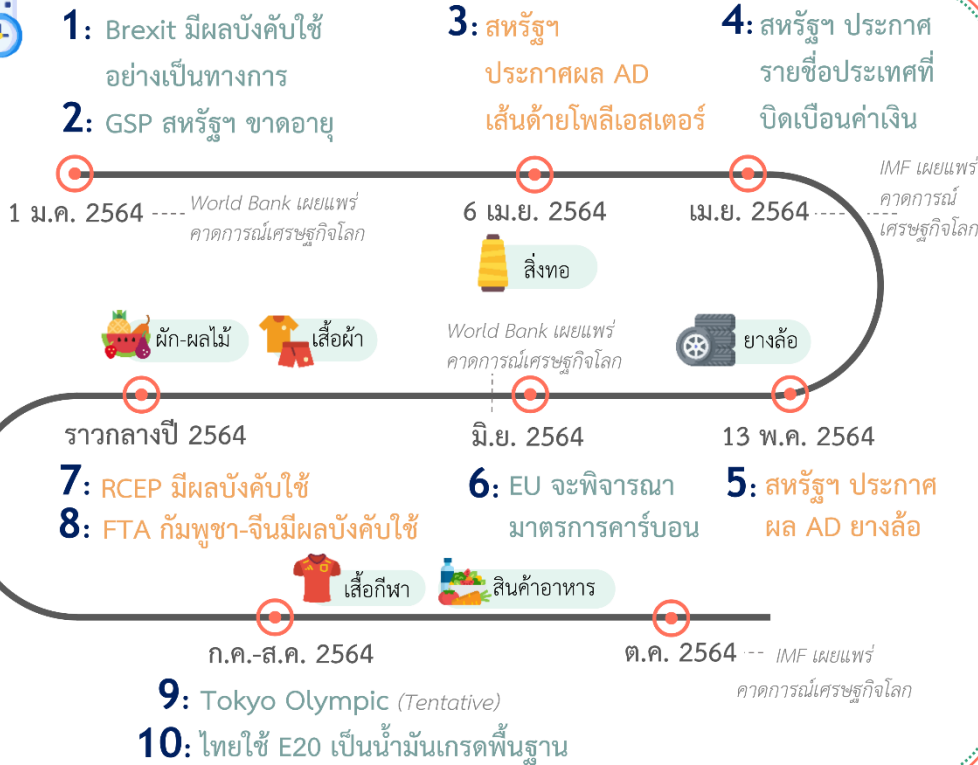 1: Brexit มีผลบังคับใช้
อย่างเป็นทางการ
2: GSP สหรัฐฯ ขาดอายุ
3: สหรัฐฯ
ประกาศผล AD
เส้นด้ายโพลีเอสเตอร์
4: สหรัฐฯ ประกาศ
รายชื่อประเทศที่
บิดเบือนค่าเงิน
1 ม.ค. 2564
World Bank เผยแพร่
คาดการณ์เศรษฐกิจโลก
6 เม.ย. 2564
เม.ย. 2564
IMF เผยแพร่
คาดการณ์
เศรษฐกิจโลก
สิ่งทอ
ผัก-ผลไม้
เสื้อผ้า
World Bank เผยแพร่
คาดการณ์เศรษฐกิจโลก
ยางล้อ
ราวกลางปี 2564
มิ.ย. 2564
13 พ.ค. 2564
7: RCEP มีผลบังคับใช้
8: FTA กัมพูชา-จีนมีผลบังคับใช้
6: EU จะพิจารณา
มาตรการคาร์บอน
5: สหรัฐฯ ประกาศ
ผล AD ยางล้อ
เสื้อกีฬา
สินค้าอาหาร
ก.ค.-ส.ค. 2564
ต.ค. 2564
IMF เผยแพร่
คาดการณ์เศรษฐกิจโลก
9: Tokyo Olympic (Tentative)
10: ไทยใช้ E20 เป็นน้ำมันเกรดพื้นฐาน